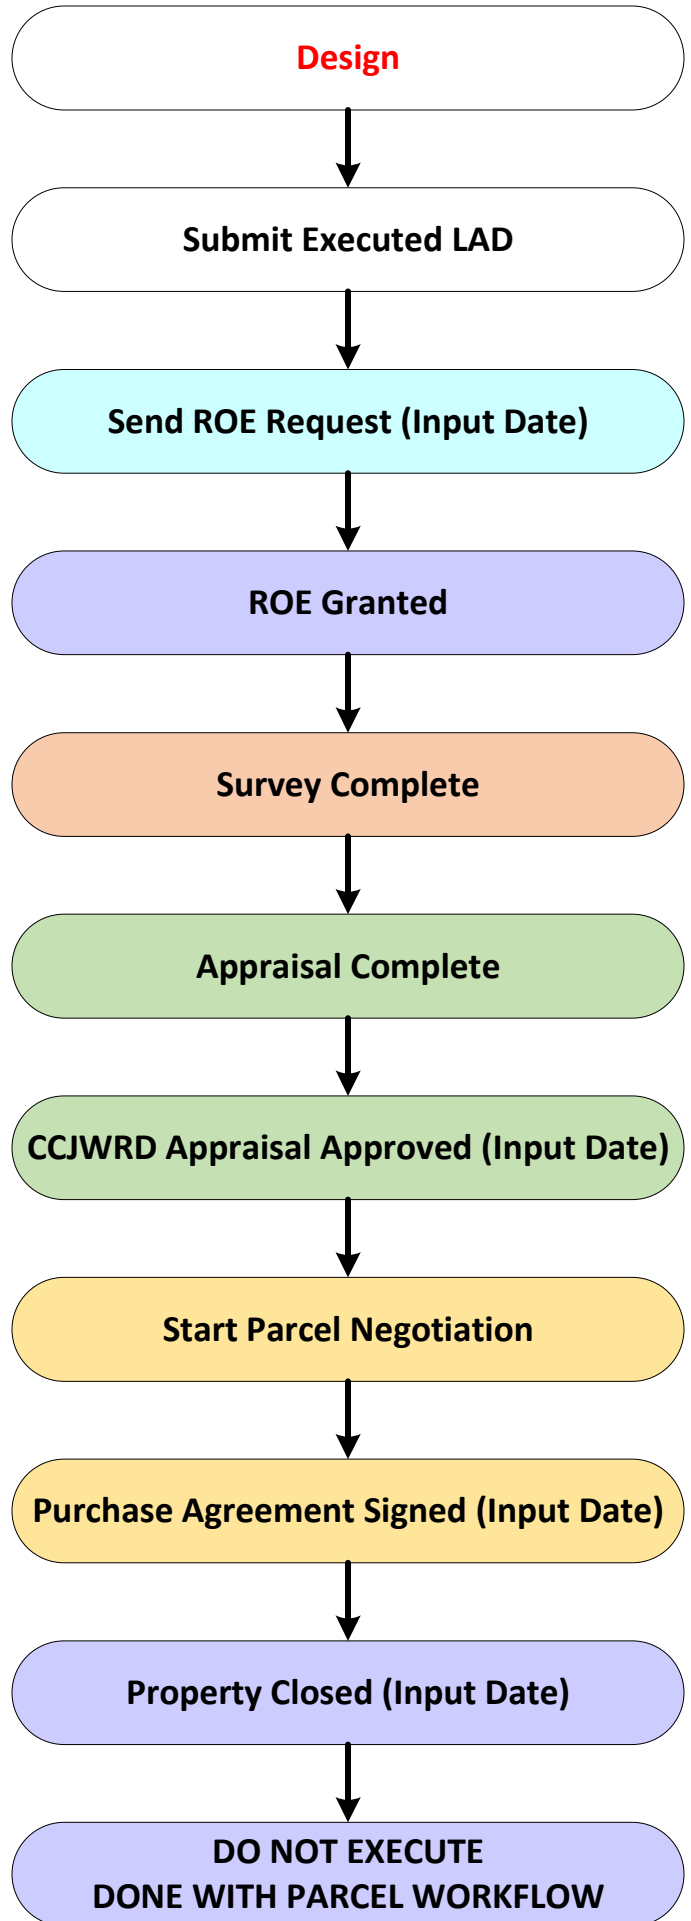 Design
Submit Executed LAD
Send ROE Request (Input Date)
ROE Granted
Survey Complete
Appraisal Complete
CCJWRD Appraisal Approved (Input Date)
Start Parcel Negotiation
Purchase Agreement Signed (Input Date)
Property Closed (Input Date)
DO NOT EXECUTE
DONE WITH PARCEL WORKFLOW